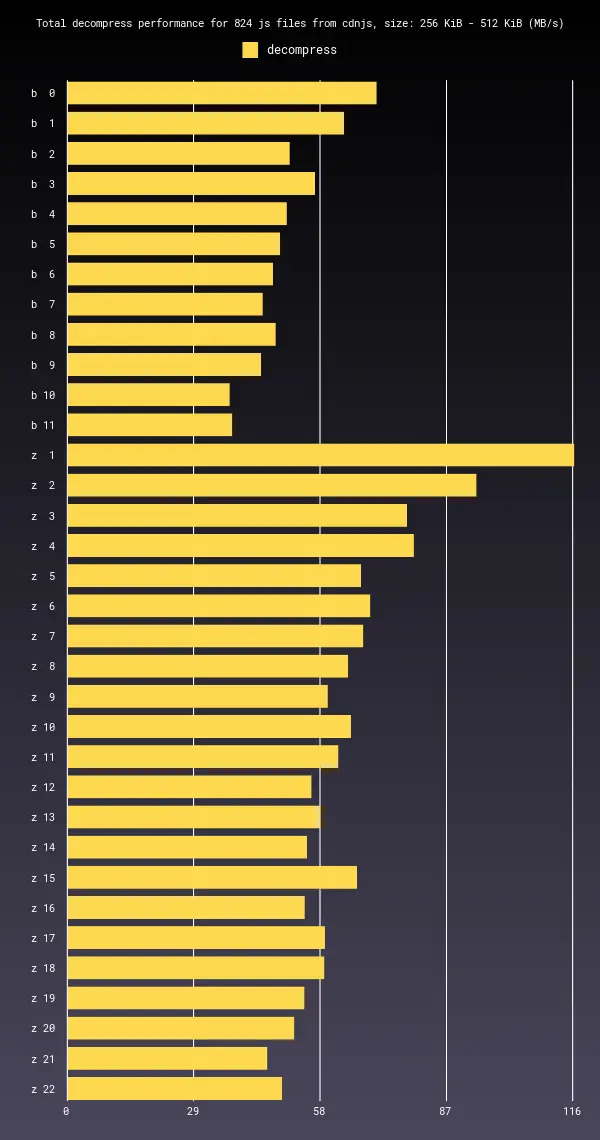 Total decompress performance for 824 js files from cdnjs, size: 256 KiB - 512 KiB (MB/s)
decompress
b 0
b 1
b 2
b 3
b 4
b 5
b 6
b 7
b 8
b 9
b 10
b 11
z 1
z 2
z 3
z 4
z 5
z 6
z 7
z 8
z 9
z 10
z 11
z 12
z 13
z 14
z 15
z 16
z 17
z 18
z 19
z 20
z 21
z 22
0 29 58 87 116